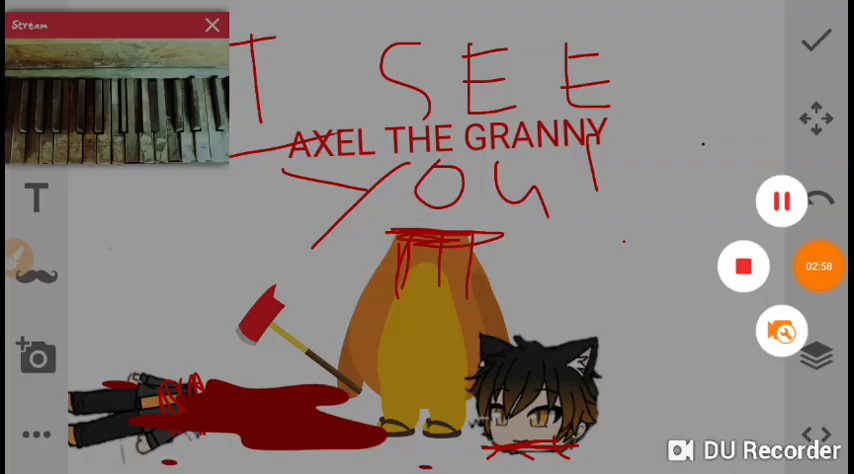 Stream
I SEE
AXEL THE GRANNY
YOU
T
02:58
DU Recorder